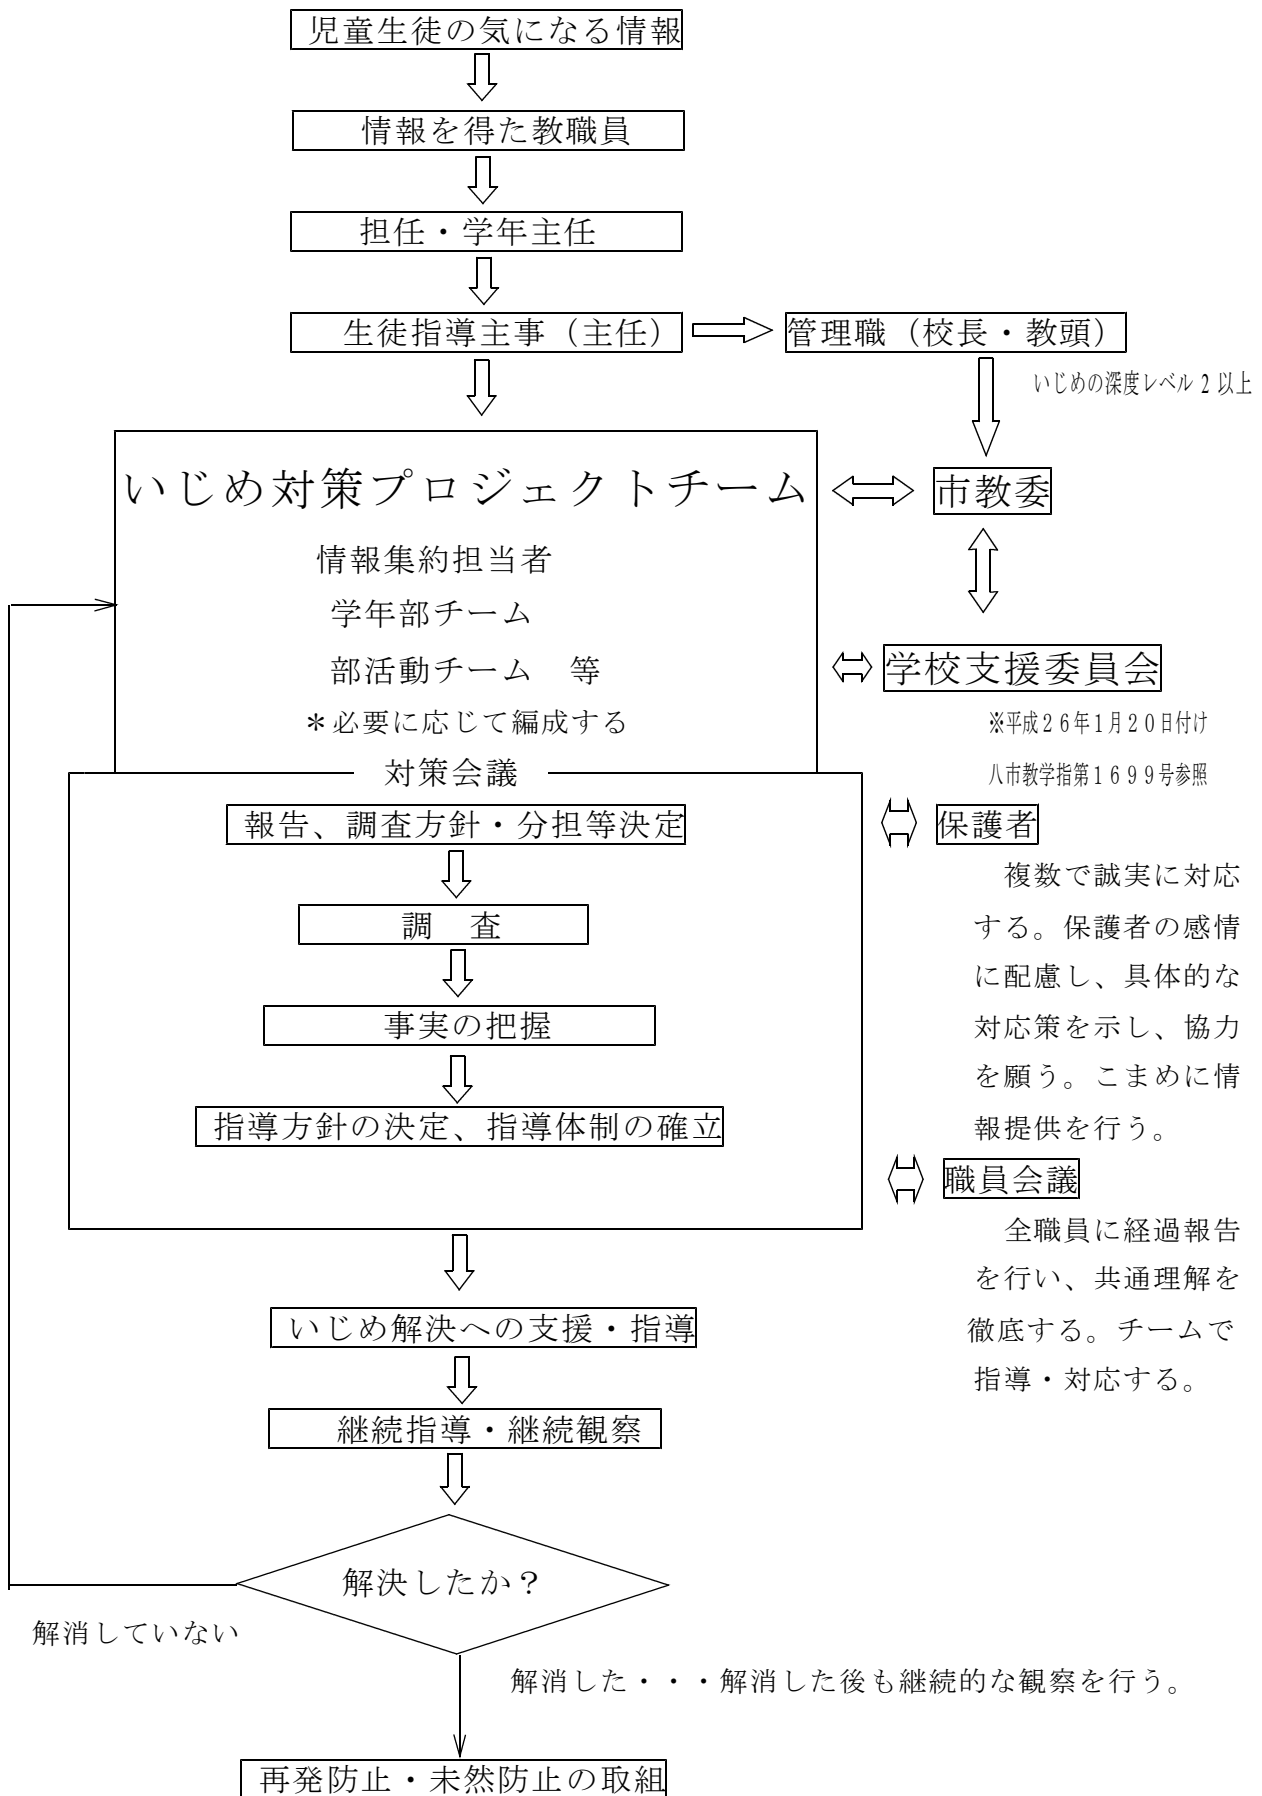 児童生徒の気になる情報
情報を得た教職員
担任・学年主任
生徒指導主事（主任）
管理職（校長・教頭）
いじめの深度レベル２以上
いじめ対策プロジェクトチーム
市教委
情報集約担当者
学年部チーム
部活動チーム　等
＊必要に応じて編成する
学校支援委員会
※平成２６年１月２０日付け
八市教学指第１６９９号参照
対策会議
報告、調査方針・分担等決定
調　査
事実の把握
指導方針の決定、指導体制の確立
保護者
複数で誠実に対応
する。保護者の感情
に配慮し、具体的な
対応策を示し、協力
を願う。こまめに情
報提供を行う。
職員会議
全職員に経過報告
を行い、共通理解を
徹底する。チームで
指導・対応する。
いじめ解決への支援・指導
継続指導・継続観察
解決したか？
解消していない
解消した・・・解消した後も継続的な観察を行う。
再発防止・未然防止の取組